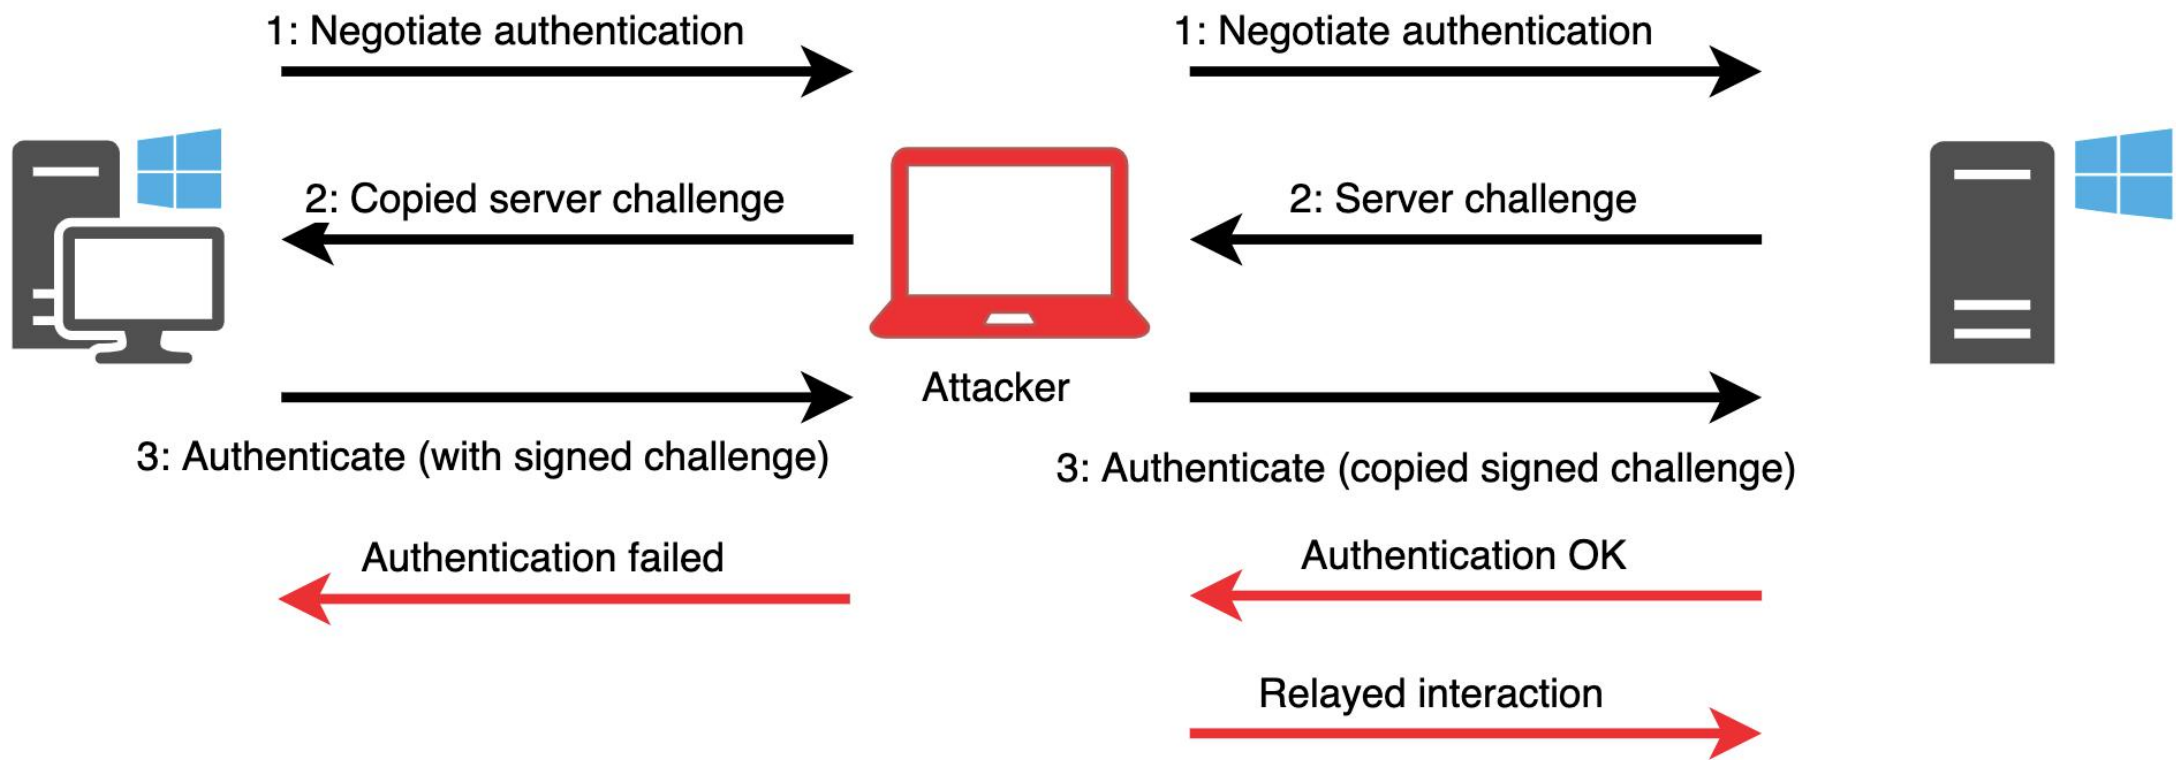 1: Negotiate authentication
1: Negotiate authentication
2: Copied server challenge
2: Server challenge
Attacker
3: Authenticate (with signed challenge)
3: Authenticate (copied signed challenge)
Authentication failed
Authentication OK
Relayed interaction